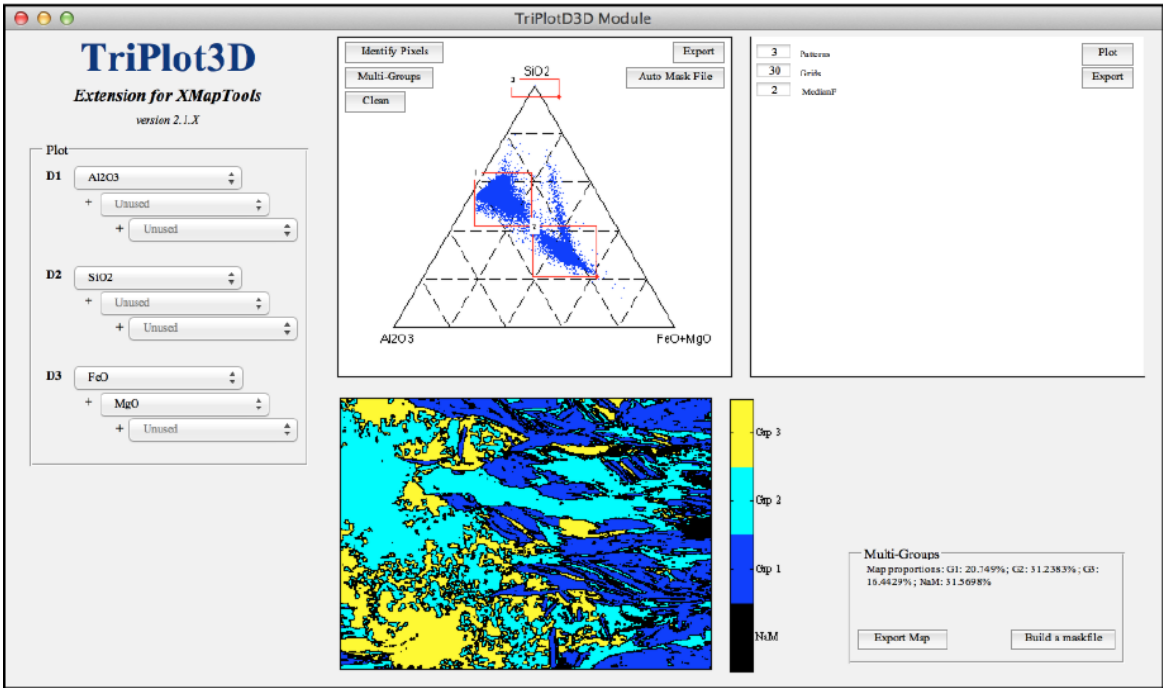 TriPlotD3D Module
TriPlot3D
Extension for XMapTools
version 2.1.X
Plot
D1 Al2O3
+ Unused
+ Unused
D2 SiO2
+ Unused
+ Unused
D3 FeO
+ MgO
+ Unused
Identify Pixels
Multi-Groups
Clean
Export
Auto Mask File
3
SiO2
1
2
Al2O3
FeO+MgO
3 Patterns
30 Grids
2 MedianF
Plot
Export
Grp 3
Grp 2
Grp 1
NaM
Multi-Groups
Map proportions: G1: 20.749%; G2: 31.2383%; G3:
16.4429%; NaM: 31.5698%
Export Map
Build a maskfile